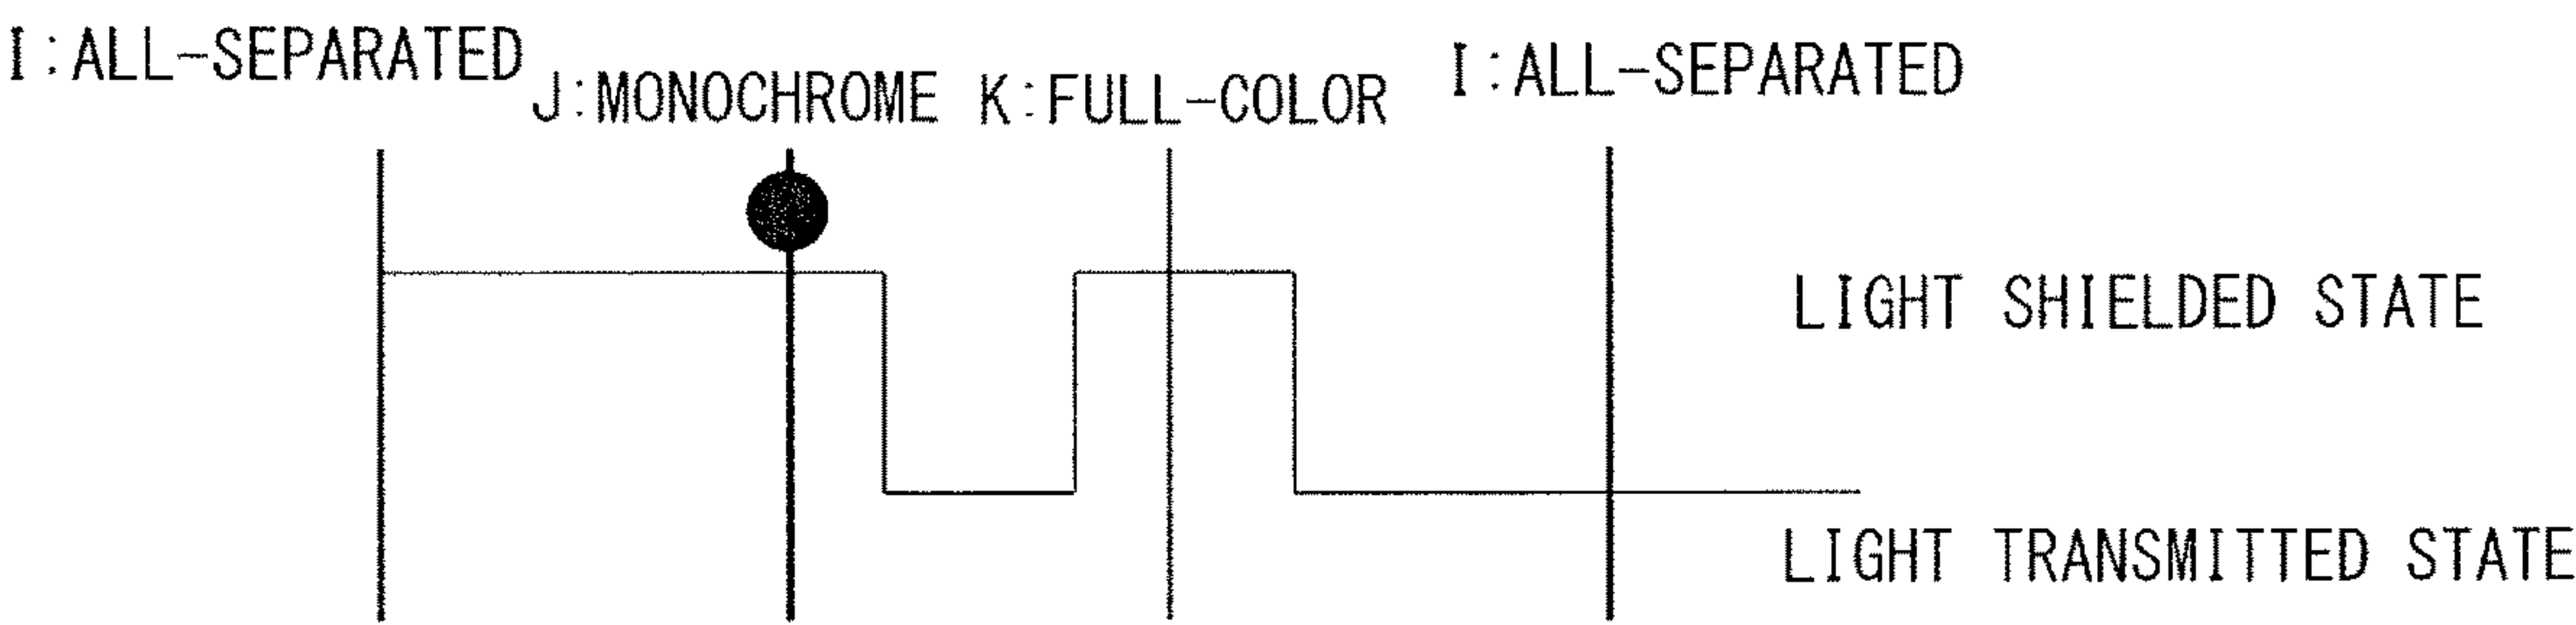 I:ALL-SEPARATED
J:MONOCHROME
K:FULL-COLOR
I:ALL-SEPARATED
LIGHT SHIELDED STATE
LIGHT TRANSMITTED STATE